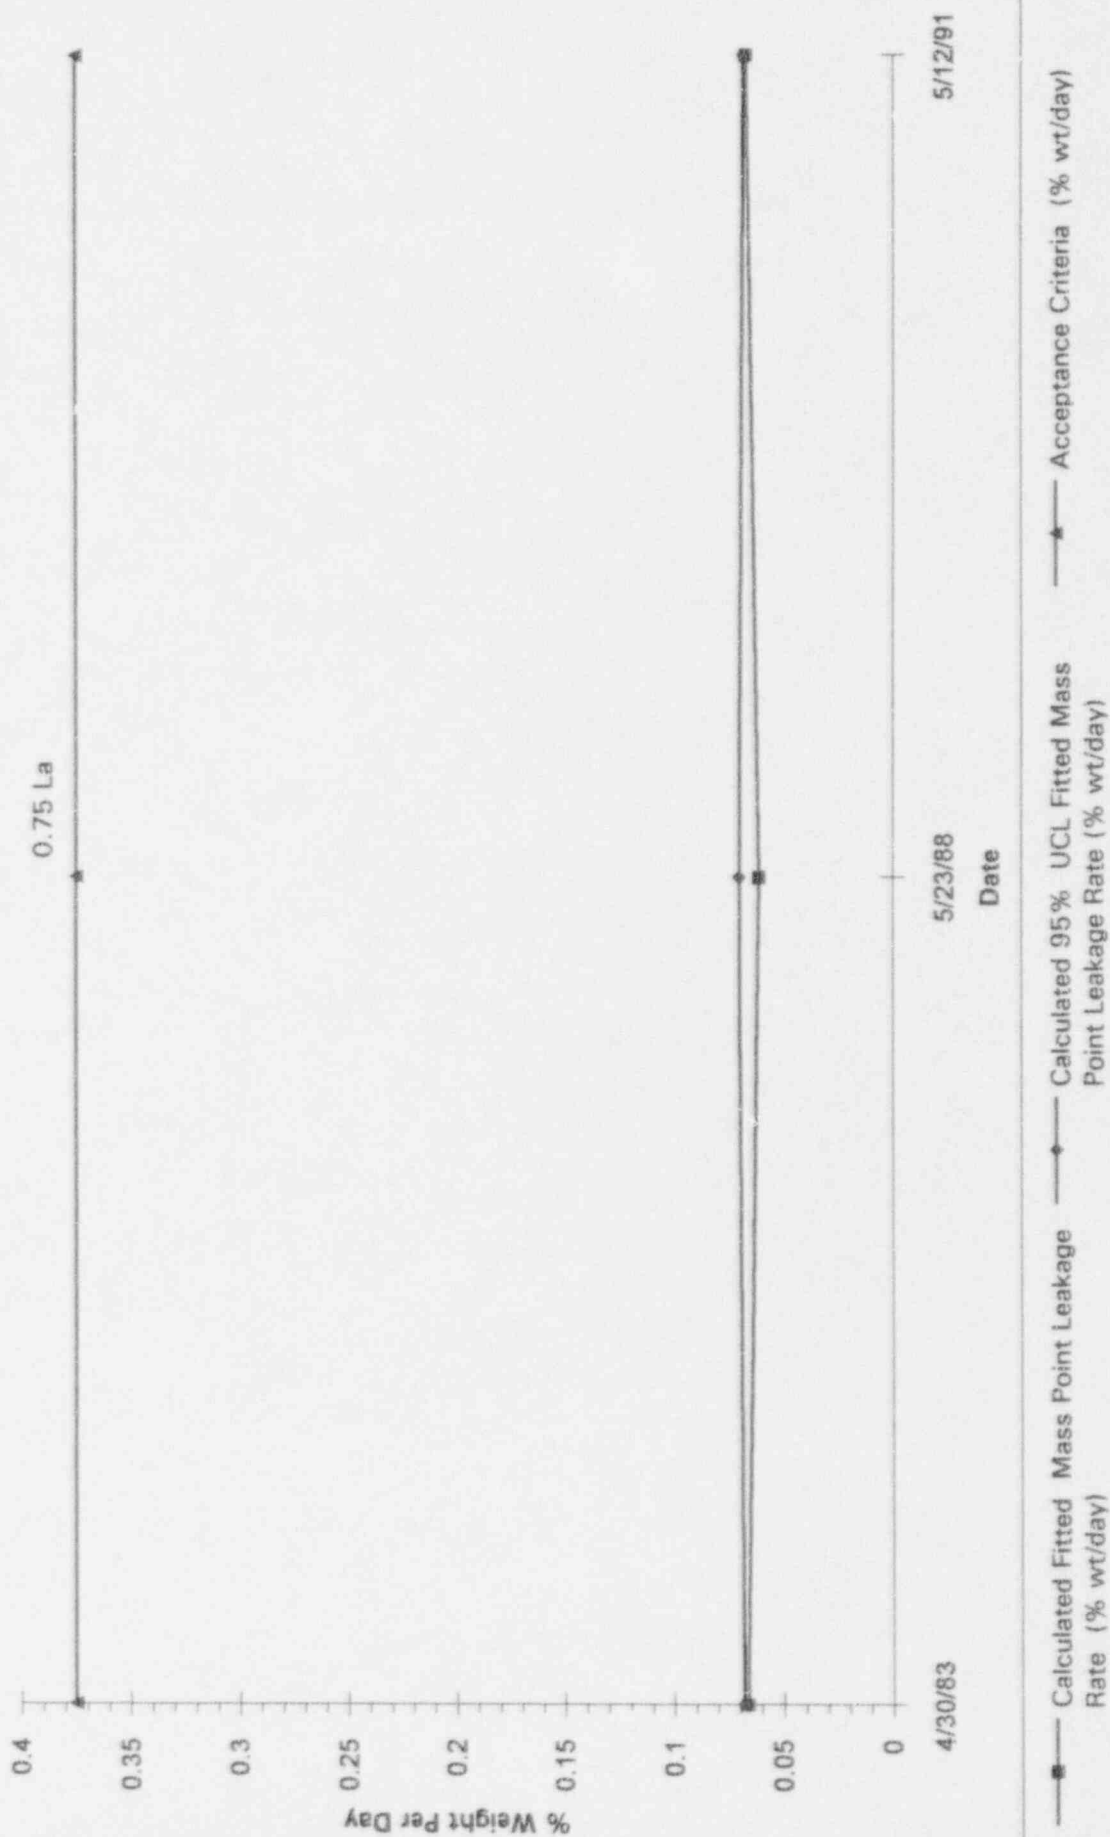 0.75 La
0.4
0.35
0.3
0.25
0.2
0.15
0.1
0.05
0
% Weight Per Day
4/30/83
5/23/88
5/12/91
Date
Calculated Fitted Mass Point Leakage
Rate (% wt/day)
Calculated 95% UCL Fitted Mass
Point Leakage Rate (% wt/day)
Acceptance Criteria (% wt/day)